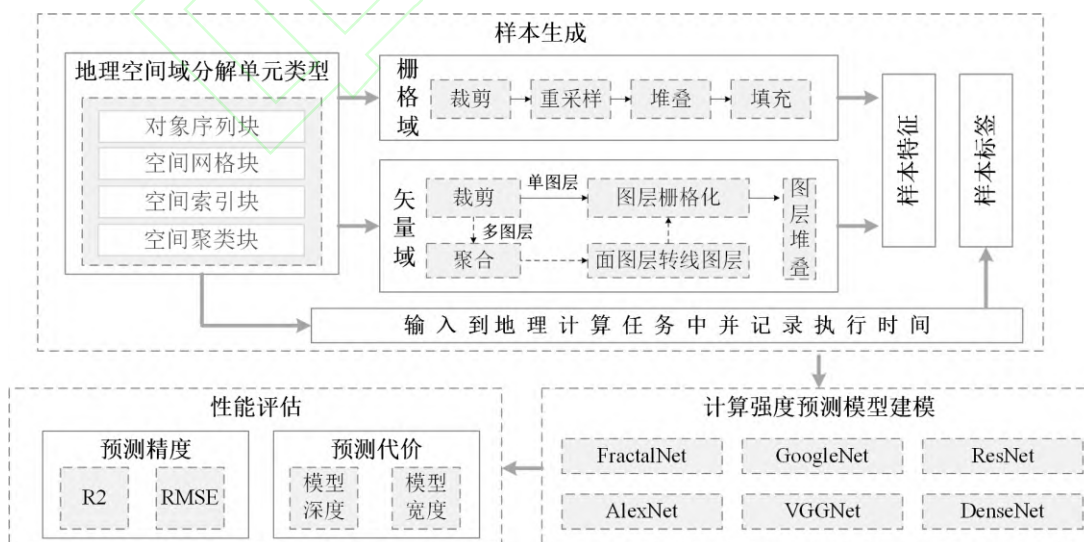 样本生成
地理空间域分解单元类型
对象序列块
空间网格块
空间索引块
空间聚类块
栅格域
裁剪
重采样
堆叠
填充
矢量域
裁剪
单图层
图层栅格化
图层堆叠
多图层
聚合
面图层转线图层
样本特征
样本标签
输入到地理计算任务中并记录执行时间
性能评估
预测精度
R2
RMSE
预测代价
模型
深度
模型
宽度
计算强度预测模型建模
FractalNet
GoogleNet
ResNet
AlexNet
VGGNet
DenseNet